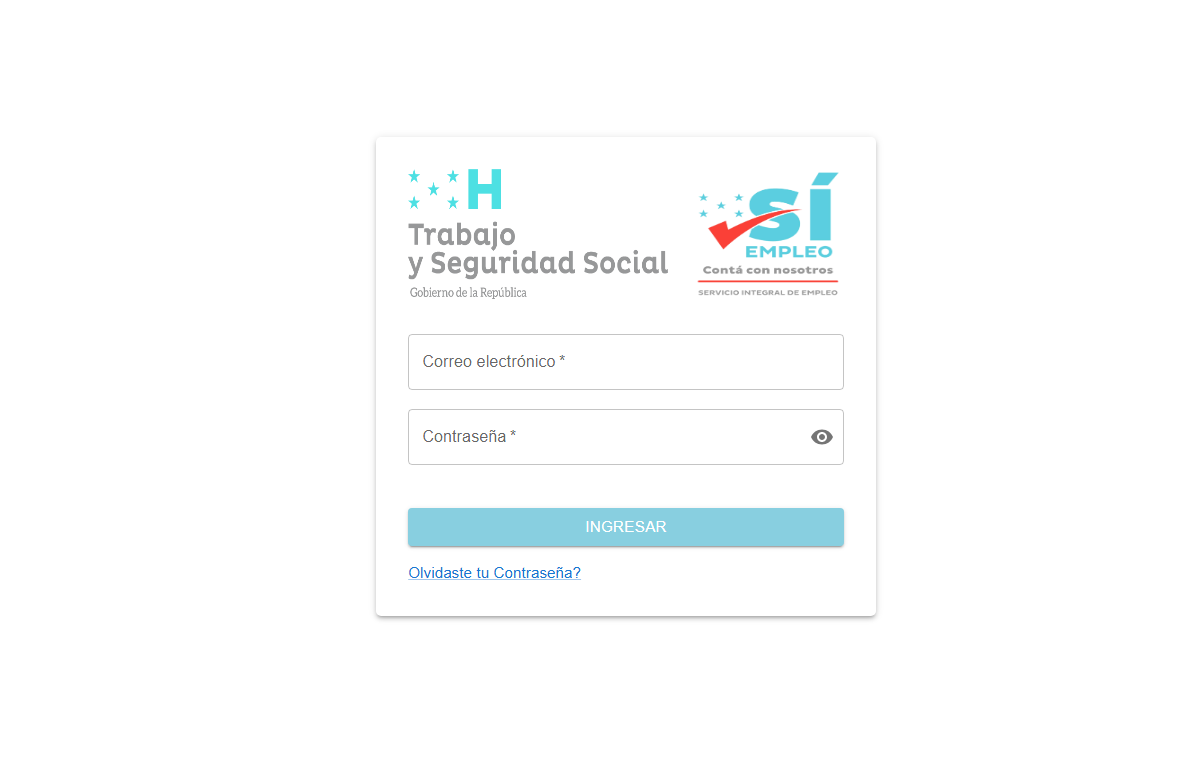 H
Trabajo
y Seguridad Social
Gobierno de la República
SÍ
EMPLEO
Contá con nosotros
SERVICIO INTEGRAL DE EMPLEO
Correo electrónico *
Contraseña *
INGRESAR
Olvidaste tu Contraseña?